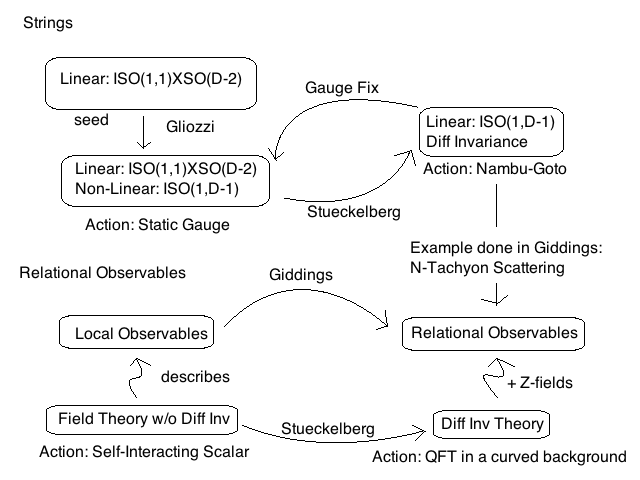 Strings
Linear: ISO(1,1)XSO(D-2)
seed
Gliozzi
Linear: ISO(1,1)XSO(D-2)
Non-Linear: ISO(1,D-1)
Action: Static Gauge
Gauge Fix
Stueckelberg
Linear: ISO(1,D-1)
Diff Invariance
Action: Nambu-Goto
Example done in Giddings:
N-Tachyon Scattering
Relational Observables
Giddings
Local Observables
Relational Observables
describes
+ Z-fields
Field Theory w/o Diff Inv
Stueckelberg
Diff Inv Theory
Action: Self-Interacting Scalar
Action: QFT in a curved background